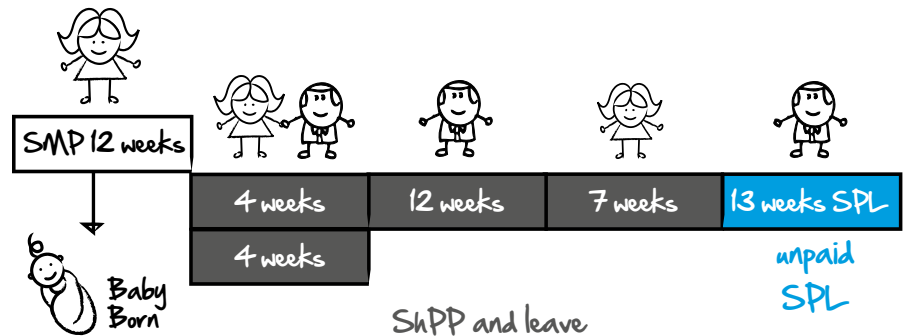 SMP 12 weeks
4 weeks
12 weeks
7 weeks
13 weeks SPL
4 weeks
unpaid
SPL
Baby
Born
ShPP and leave